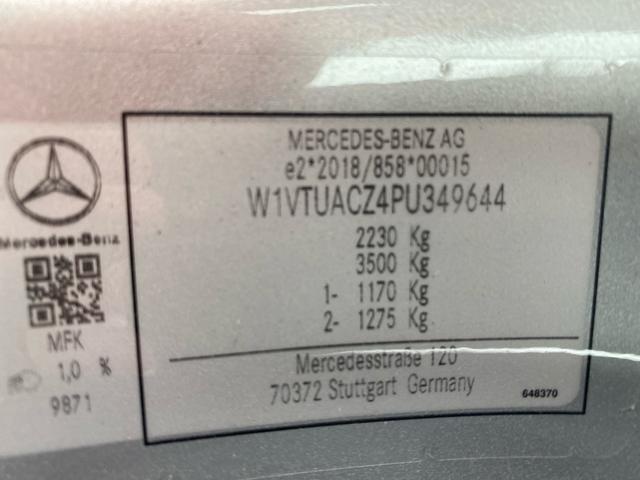 MERCEDES-BENZ AG
e2*2018/858*00015
W1VTUACZ4PU349644
2230 Kg
3500 Kg
1- 1170 Kg
2- 1275 Kg
Mercedesstraße 120
70372 Stuttgart Germany
648370
Mercedes-Benz
MFK
1,0 %
9871